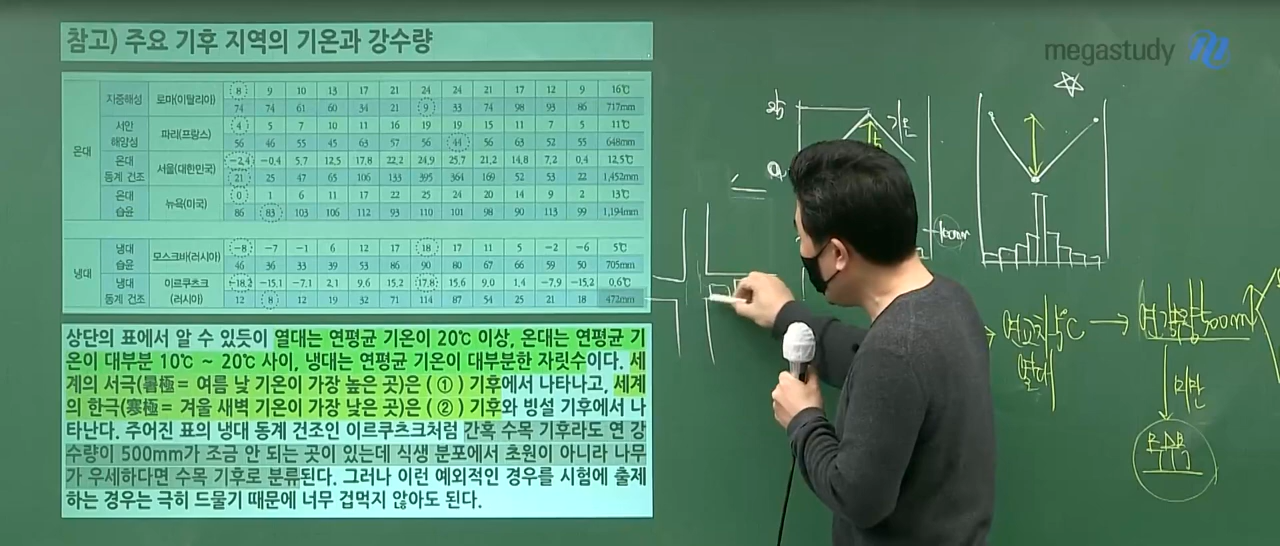 참고) 주요 기후 지역의 기온과 강수량
megastudy
온대
지중해성 로마(이탈리아) 8 9 10 13 17 21 24 24 21 17 12 9 16℃
74 74 61 60 34 21 9 33 74 98 93 86 717mm
서안 해양성 파리(프랑스) 4 5 7 10 11 16 19 19 15 11 7 5 11℃
56 46 55 45 63 57 56 44 56 63 52 55 648mm
온대 동계 건조 서울(대한민국) -2.4 -0.4 5.7 12.5 17.8 22.2 24.9 25.7 21.2 14.8 7.2 0.4 12.5℃
21 25 47 65 106 133 395 364 169 52 53 22 1,452mm
온대 습윤 뉴욕(미국) 0 1 6 11 17 22 25 24 20 14 9 2 13℃
86 83 103 106 112 93 110 101 98 90 113 99 1,194mm
냉대
냉대 습윤 모스크바(러시아) -8 -7 -1 6 12 17 18 17 11 5 -2 -6 5℃
46 36 33 39 53 86 90 80 67 66 59 50 705mm
냉대 동계 건조 이르쿠츠크(러시아) -18.2 -15.1 -7.1 2.1 9.6 15.2 17.8 15.6 9.0 1.4 -7.9 -15.2 0.6℃
12 8 9 19 32 71 114 87 54 25 21 18 472mm
상단의 표에서 알 수 있듯이 열대는 연평균 기온이 20℃ 이상, 온대는 연평균 기
온이 대부분 10℃ ~ 20℃ 사이, 냉대는 연평균 기온이 대부분한 자릿수이다. 세
계의 서극(暑極= 여름 낮 기온이 가장 높은 곳)은 ( ① ) 기후에서 나타나고, 세계
의 한극(寒極= 겨울 새벽 기온이 가장 낮은 곳)은 ( ② ) 기후와 빙설 기후에서 나
타난다. 주어진 표의 냉대 동계 건조인 이르쿠츠크처럼 간혹 수목 기후라도 연 강
수량이 500mm가 조금 안 되는 곳이 있는데 식생 분포에서 초원이 아니라 나무
가 우세하다면 수목 기후로 분류된다. 그러나 이런 예외적인 경우를 시험에 출제
하는 경우는 극히 드물기 때문에 너무 겁먹지 않아도 된다.
기온
미만